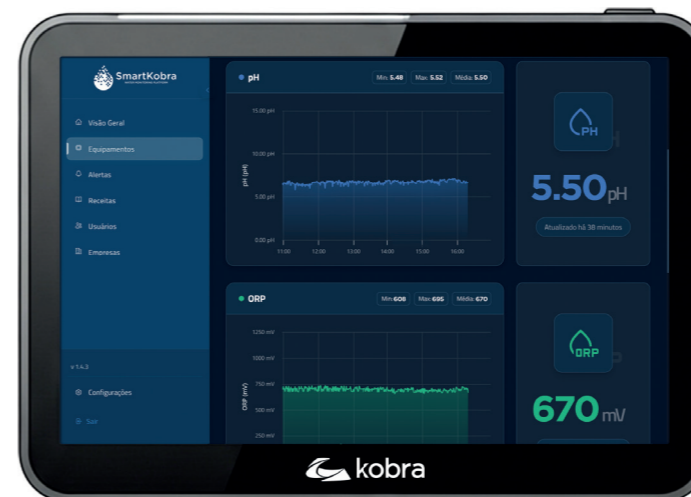 SmartKobra
Visão Geral
Equipamentos
Alertas
Receitas
Usuários
Empresas
v 1.4.3
Configurações
Sair
pH
Min: 5.48
Max: 5.52
Média: 5.50
pH (pH)
15.00 pH
10.00 pH
5.00 pH
0.00 pH
11:00 12:00 13:00 14:00 15:00 16:00
PH
5.50 pH
Atualizado há 38 minutos
ORP
Min: 608
Max: 695
Média: 670
ORP (mV)
1250 mV
1000 mV
750 mV
500 mV
250 mV
ORP
670 mV
kobra